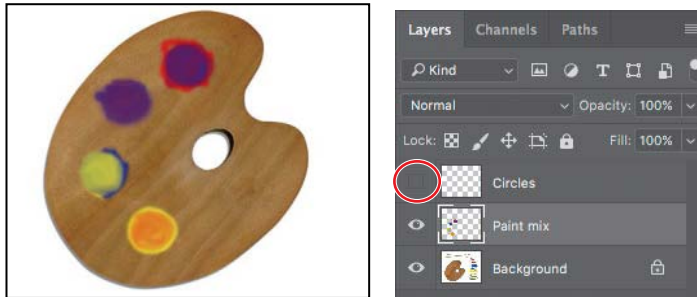 Layers Channels Paths
Kind
Normal Opacity: 100%
Lock: Fill: 100%
Circles
Paint mix
Background